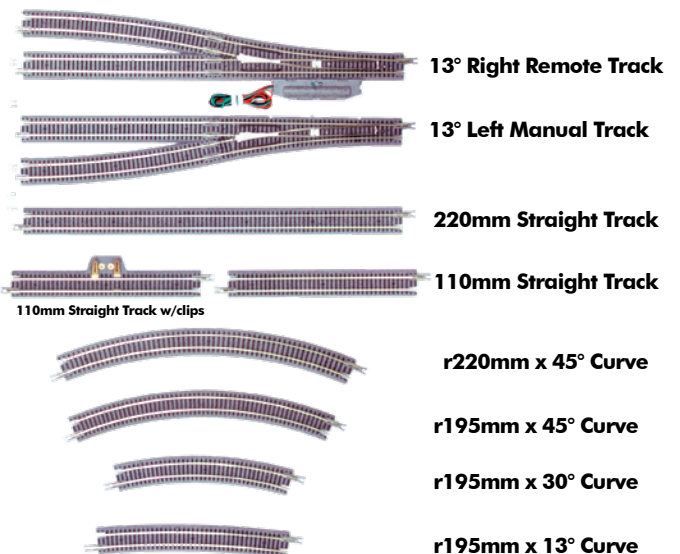 13° Right Remote Track
13° Left Manual Track
220mm Straight Track
110mm Straight Track
110mm Straight Track w/clips
r220mm x 45° Curve
r195mm x 45° Curve
r195mm x 30° Curve
r195mm x 13° Curve